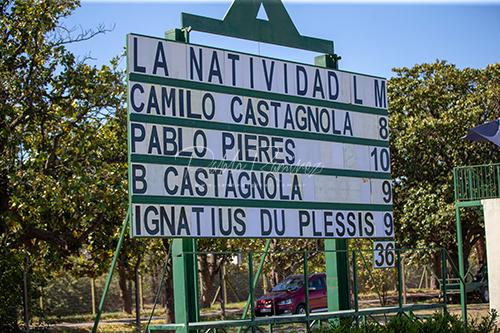 LA NATIVIDAD L M
CAMILO CASTAGNOLA 8
PABLO PIERES 10
B CASTAGNOLA 9
IGNATIUS DU PLESSIS 9
36